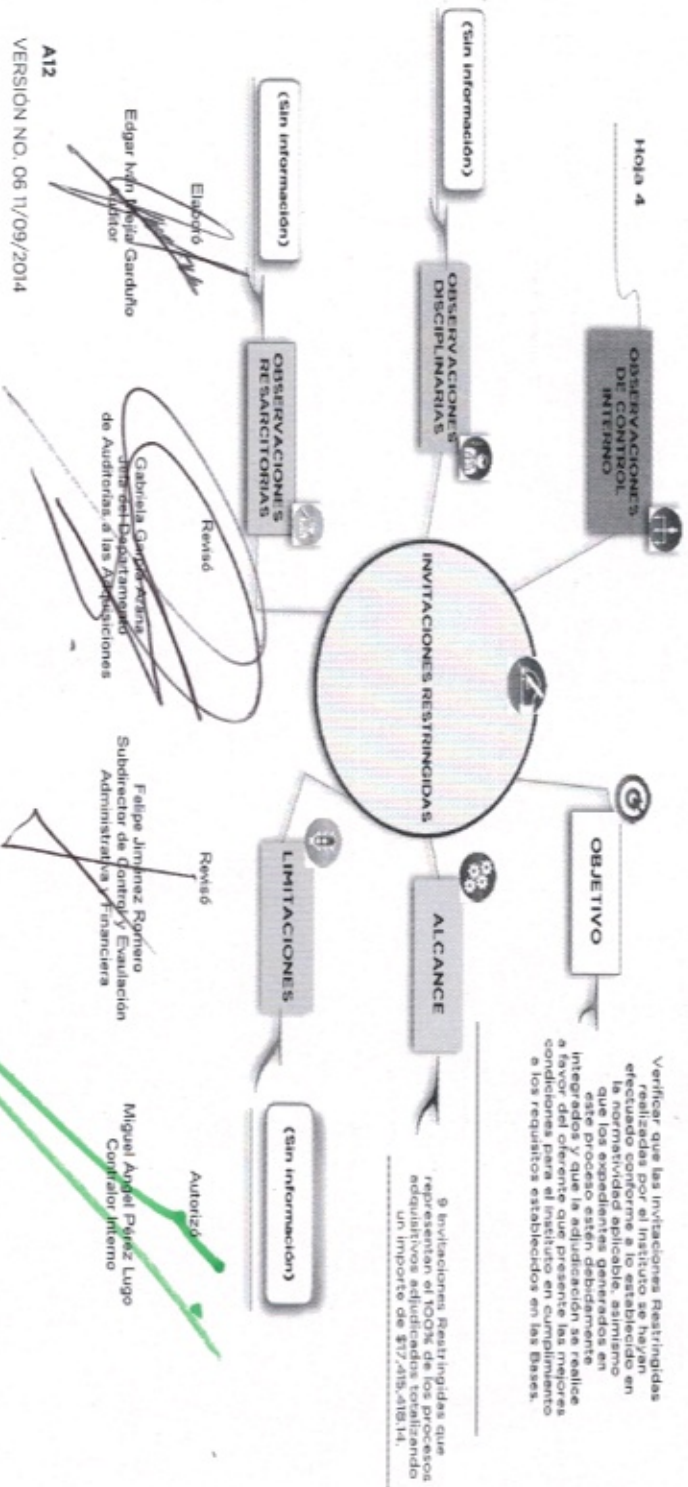 Hoja 4
OBSERVACIONES
DE CONTROL
INTERNO
(Sin información)
OBSERVACIONES
DISCIPLINARIAS
(Sin información)
OBSERVACIONES
RESARCITORIAS
INVITACIONES RESTRINGIDAS
OBJETIVO
Verificar que las Invitaciones Restringidas
realizadas por el Instituto se hayan
efectuado conforme a lo establecido en
la normatividad aplicable, asimismo
que los expedientes generados en
este proceso estén debidamente
integrados y que la adjudicación se realice
a favor del oferente que presente las mejores
condiciones para el Instituto en cumplimiento
a los requisitos establecidos en las Bases.
ALCANCE
9 Invitaciones Restringidas que
representan el 100% de los procesos
adquisitivos adjudicados totalizando
un importe de $17,415,418.14.
LIMITACIONES
(Sin información)
Elaboró
Edgar Iván Mejía Garduño
Auditor
Revisó
Gabriela García Arana
Jefa del Departamento
de Auditorías a las Adquisiciones
Revisó
Felipe Jiménez Romero
Subdirector de Control y Evaulación
Administrativa y Financiera
Autorizó
Miguel Ángel Pérez Lugo
Contralor Interno
A12
VERSIÓN NO. 06 11/09/2014